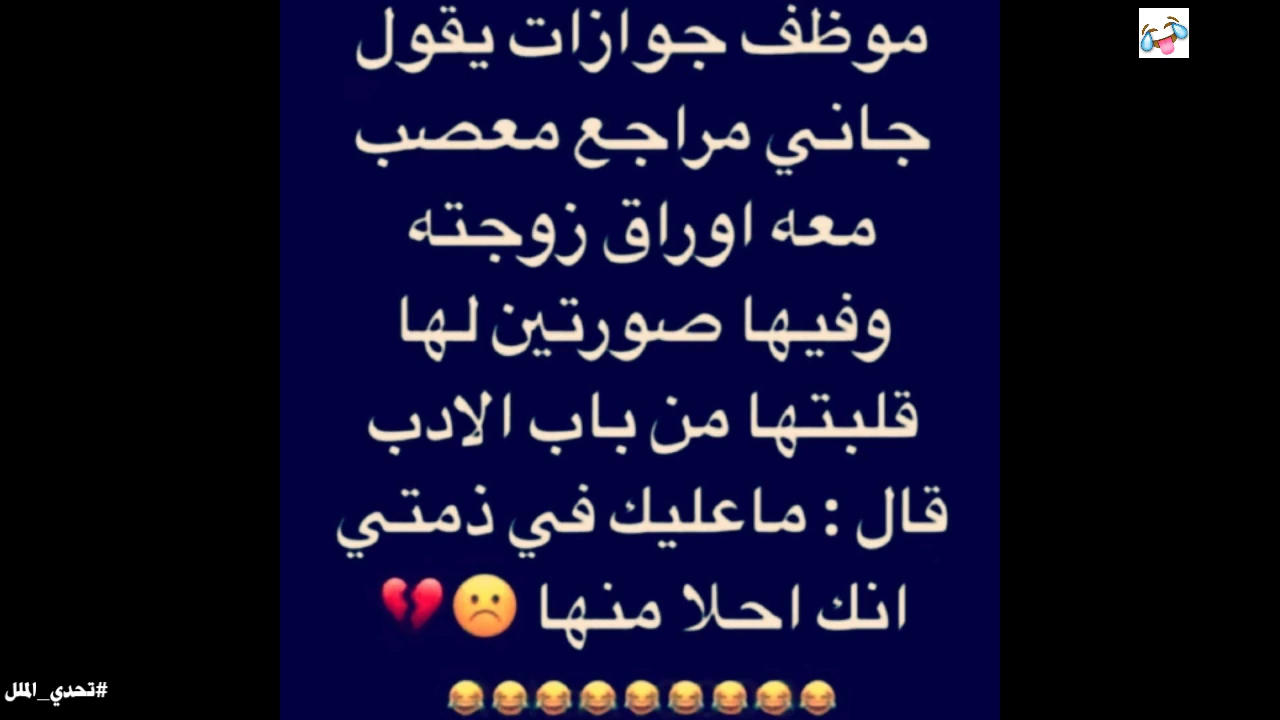 موظف جوازات يقول
جاني مراجع معصب
معه اوراق زوجته
وفيها صورتين لها
قلبتها من باب الادب
قال : ماعليك في ذمتي
انك احلا منها ☹️💔
😂😂😂😂😂😂😂😂😂
#تحدي_الملل